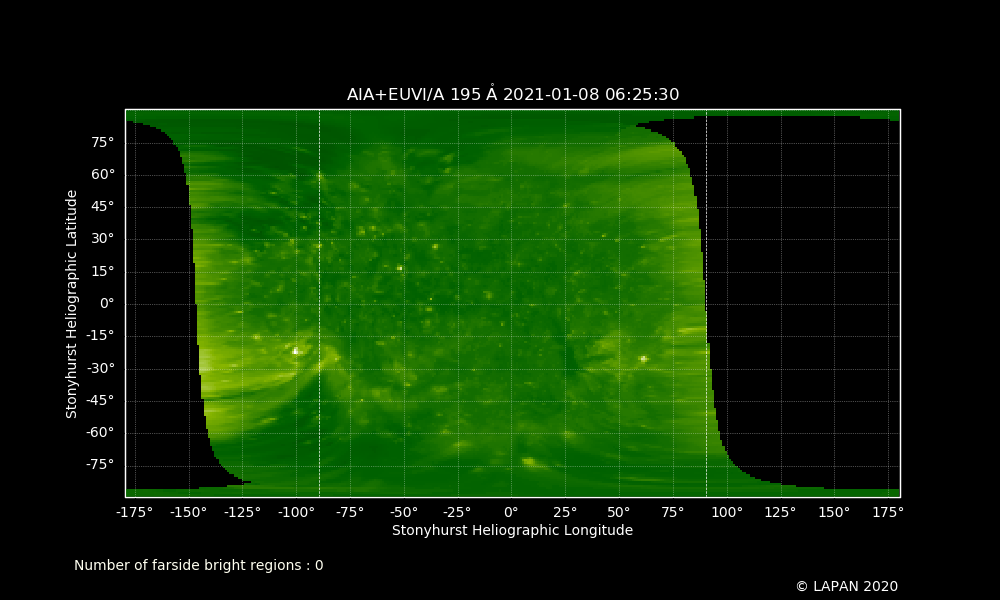 AIA+EUVI/A 195 Å 2021-01-08 06:25:30
75°
60°
45°
30°
15°
0°
-15°
-30°
-45°
-60°
-75°
Stonyhurst Heliographic Latitude
-175° -150° -125° -100° -75° -50° -25° 0° 25° 50° 75° 100° 125° 150° 175°
Stonyhurst Heliographic Longitude
Number of farside bright regions : 0
© LAPAN 2020